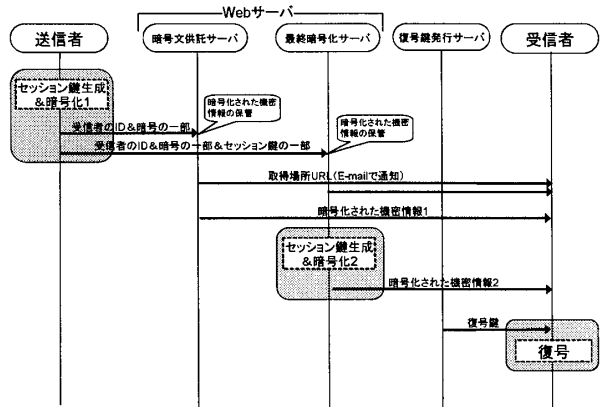 Webサーバ
送信者
暗号文供託サーバ
最終暗号化サーバ
復号鍵発行サーバ
受信者
セッション鍵生成
&暗号化1
暗号化された機密
情報の保管
受信者のID&暗号の一部
暗号化された機密
情報の保管
受信者のID&暗号の一部&セッション鍵の一部
取得場所URL(E-mailで通知)
暗号化された機密情報1
セッション鍵生成
&暗号化2
暗号化された機密情報2
復号鍵
復号